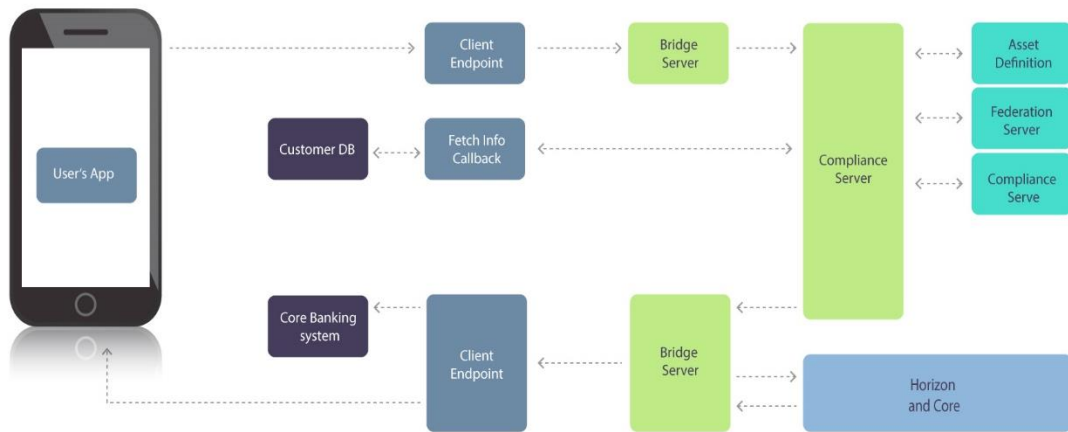 Client
Endpoint
Bridge
Server
Asset
Definition
Customer DB
Fetch Info
Callback
Federation
Server
User's App
Compliance
Server
Compliance
Serve
Core Banking
system
Client
Endpoint
Bridge
Server
Horizon
and Core